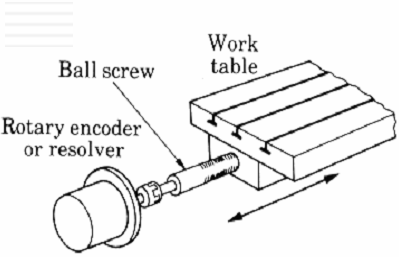 Work
table
Ball screw
Rotary encoder
or resolver